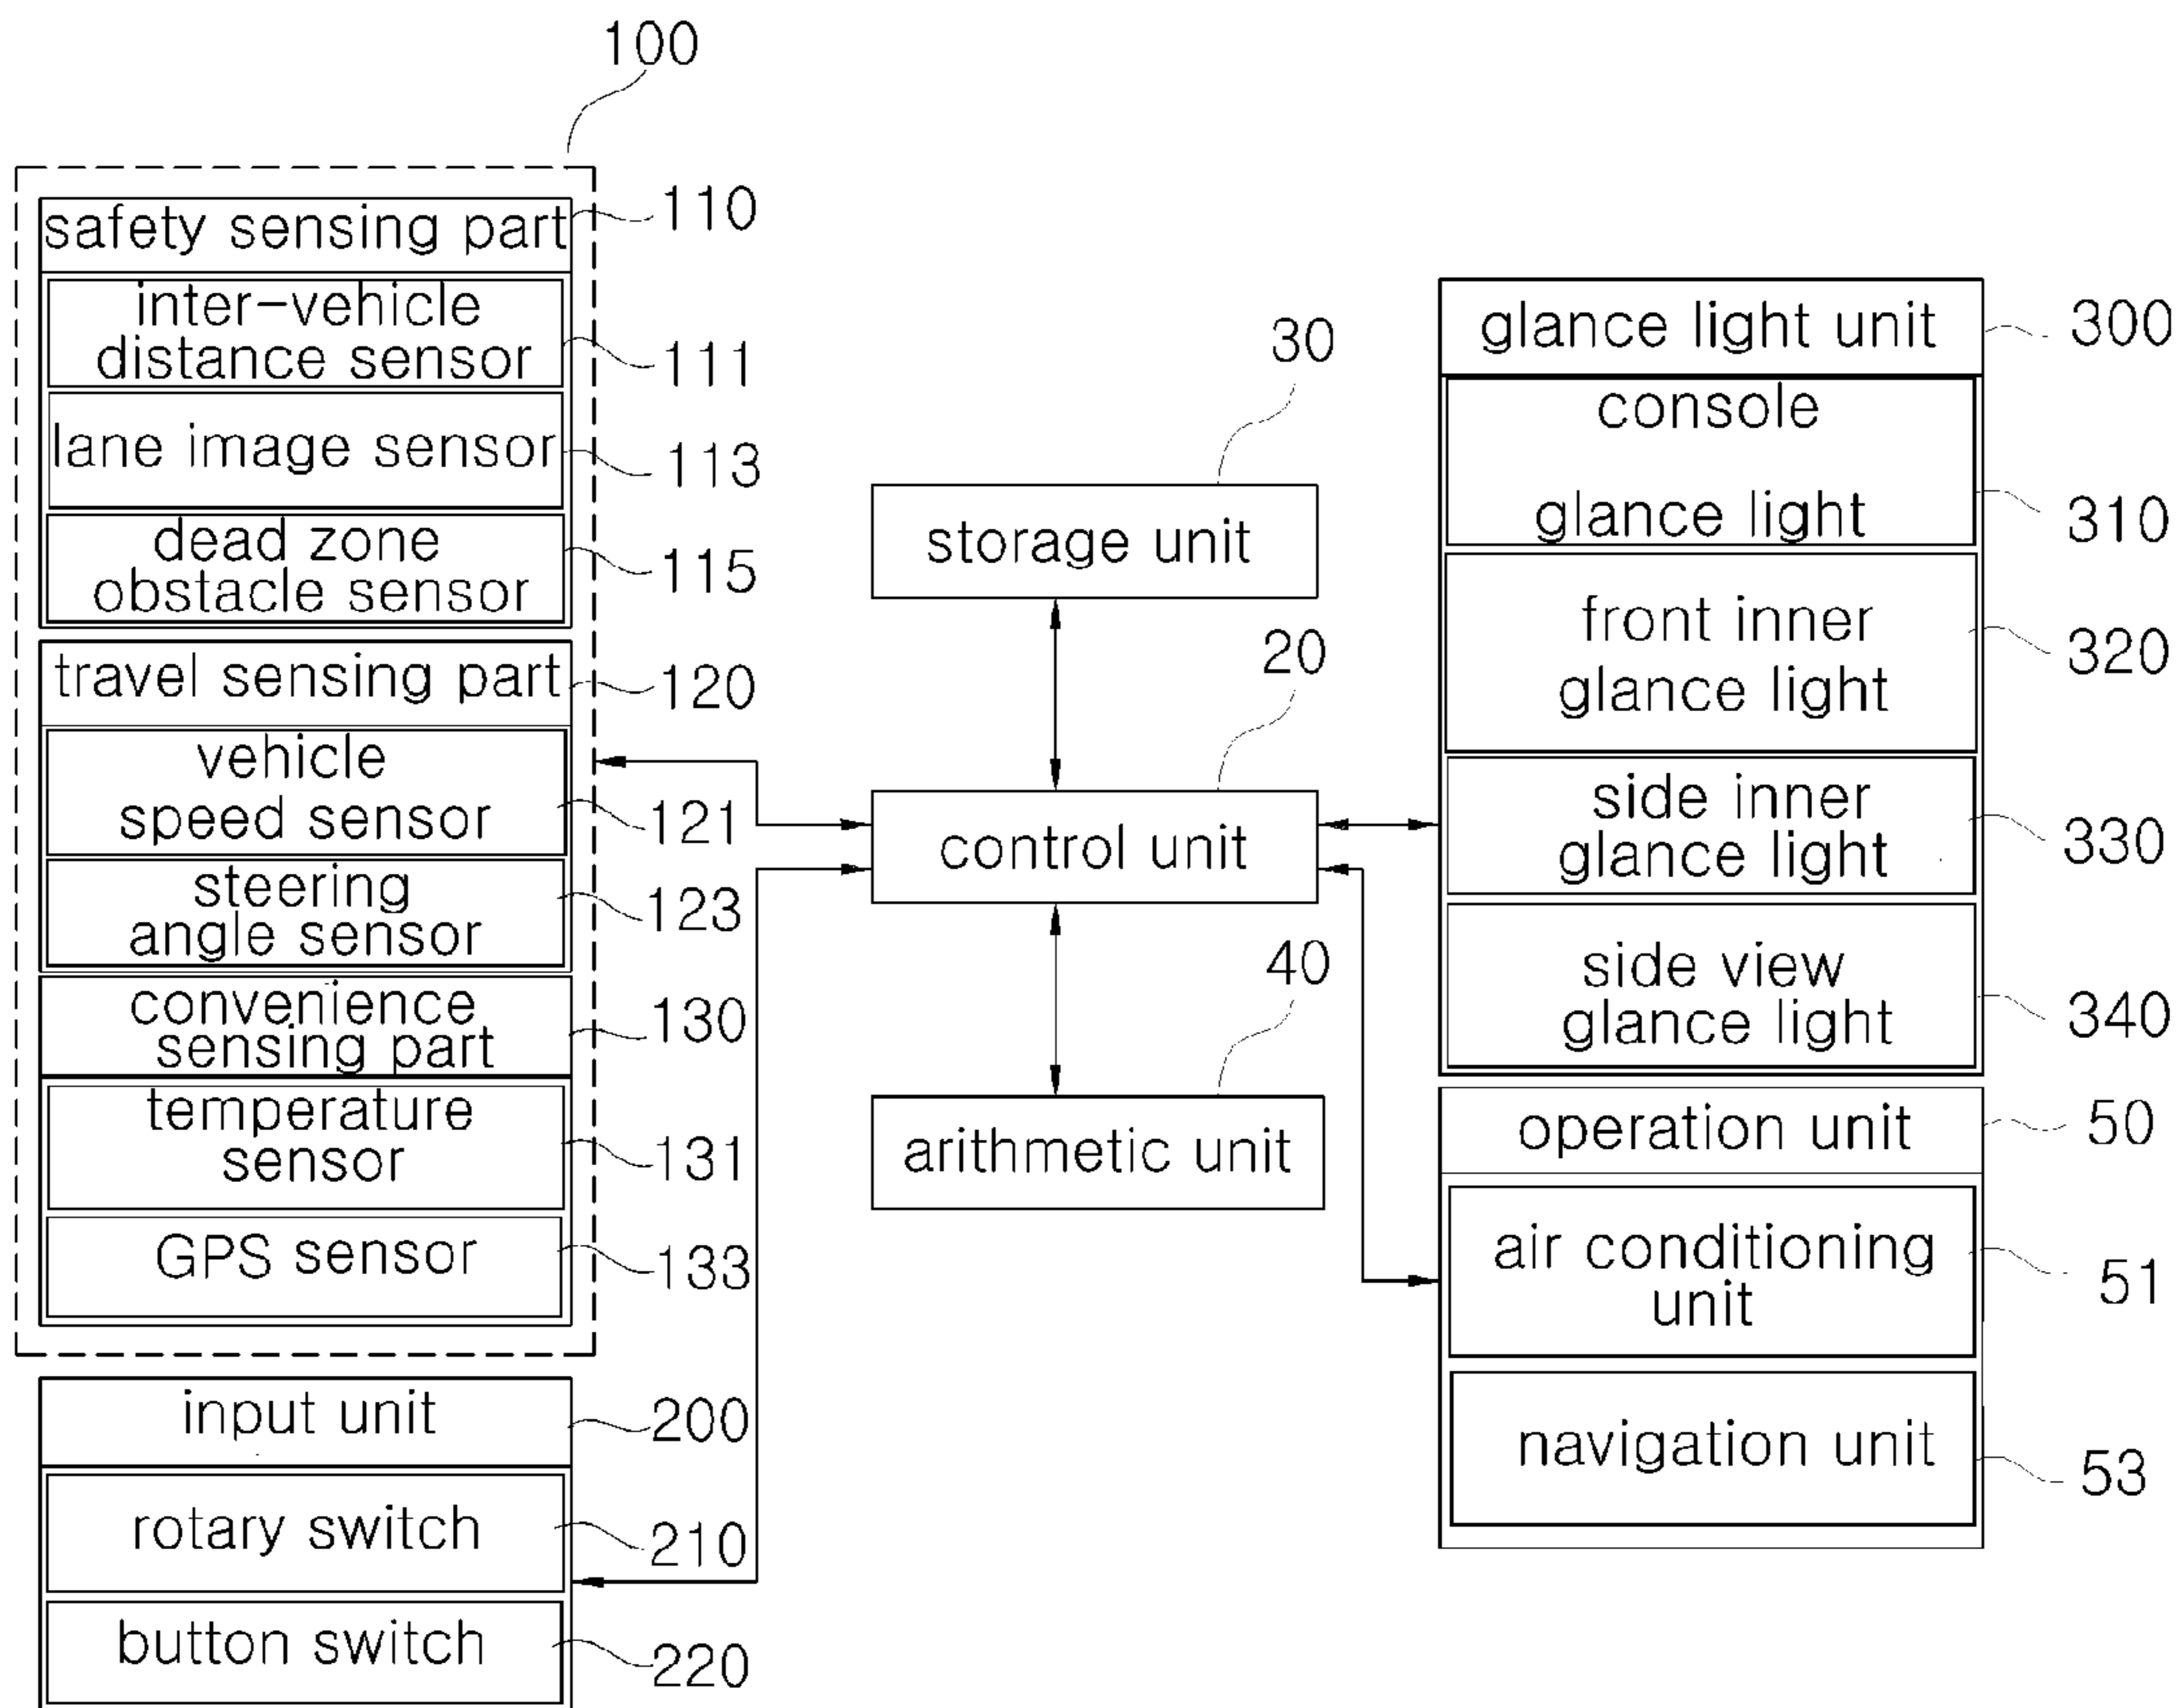 100
safety sensing part
110
inter-vehicle
distance sensor
111
lane image sensor
113
dead zone
obstacle sensor
115
travel sensing part
120
vehicle
speed sensor
121
steering
angle sensor
123
convenience
sensing part
130
temperature
sensor
131
GPS sensor
133
input unit
200
rotary switch
210
button switch
220
30
storage unit
20
control unit
40
arithmetic unit
glance light unit
300
console
glance light
310
front inner
glance light
320
side inner
glance light
330
side view
glance light
340
operation unit
50
air conditioning
unit
51
navigation unit
53